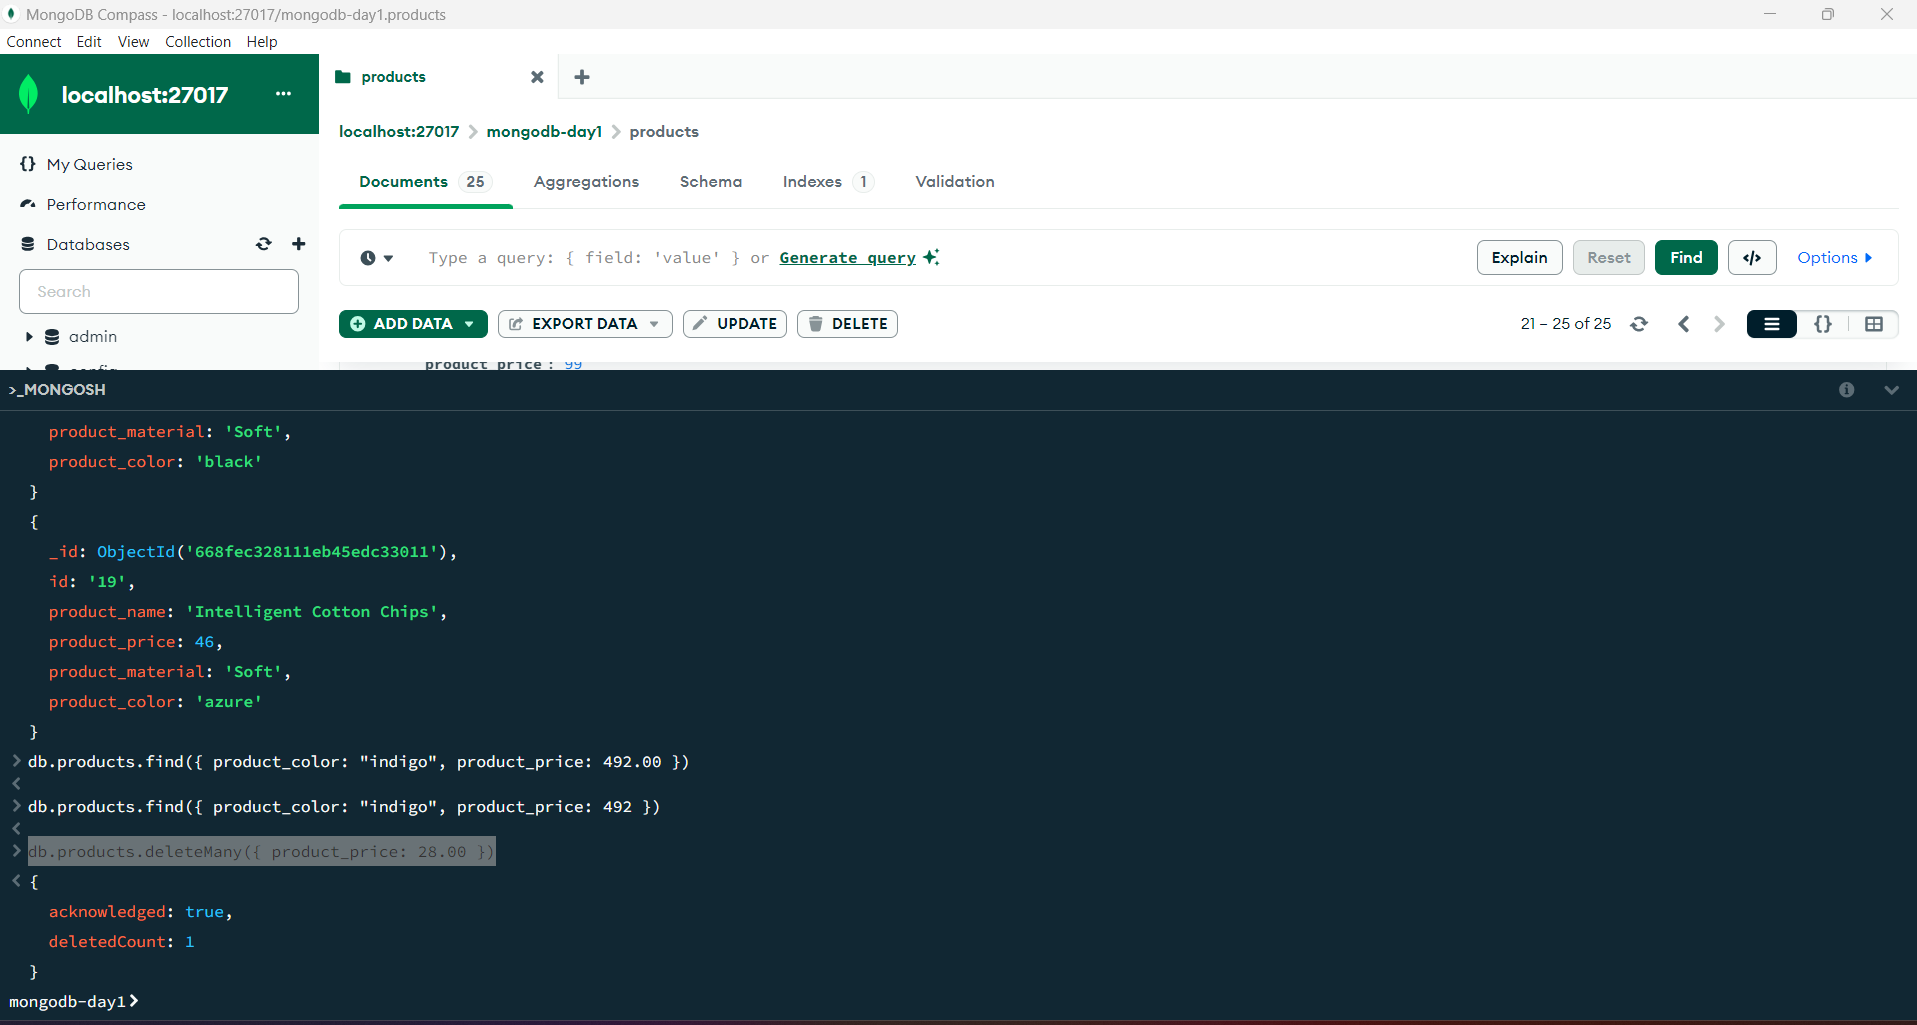 MongoDB Compass - localhost:27017/mongodb-day1.products
Connect Edit View Collection Help
localhost:27017 ...
products
localhost:27017 > mongodb-day1 > products
{} My Queries
Performance
Databases
Search
admin
config
Documents 25 Aggregations Schema Indexes 1 Validation
Type a query: { field: 'value' } or Generate query
Explain Reset Find </> Options
ADD DATA EXPORT DATA UPDATE DELETE
21 – 25 of 25 {}
product_price : 99
>_MONGOSH
product_material: 'Soft',
product_color: 'black'
}
{
_id: ObjectId('668fec328111eb45edc33011'),
id: '19',
product_name: 'Intelligent Cotton Chips',
product_price: 46,
product_material: 'Soft',
product_color: 'azure'
}
> db.products.find({ product_color: "indigo", product_price: 492.00 })
<
> db.products.find({ product_color: "indigo", product_price: 492 })
<
> db.products.deleteMany({ product_price: 28.00 })
< {
acknowledged: true,
deletedCount: 1
}
mongodb-day1>